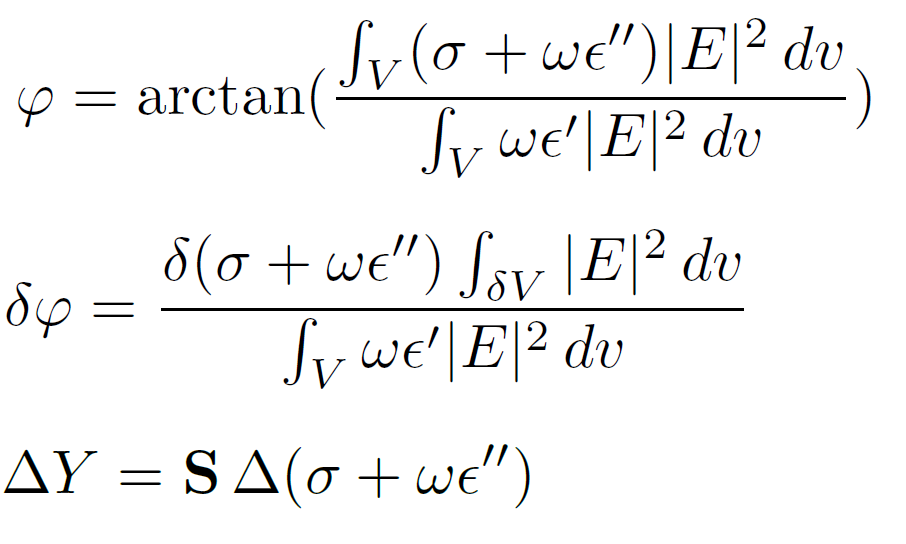 φ = arctan(∫_V (σ + ωϵ″)|E|² dv / ∫_V ωϵ′|E|² dv)
δφ = δ(σ + ωϵ″) ∫_δV |E|² dv / ∫_V ωϵ′|E|² dv
ΔY = S Δ(σ + ωϵ″)